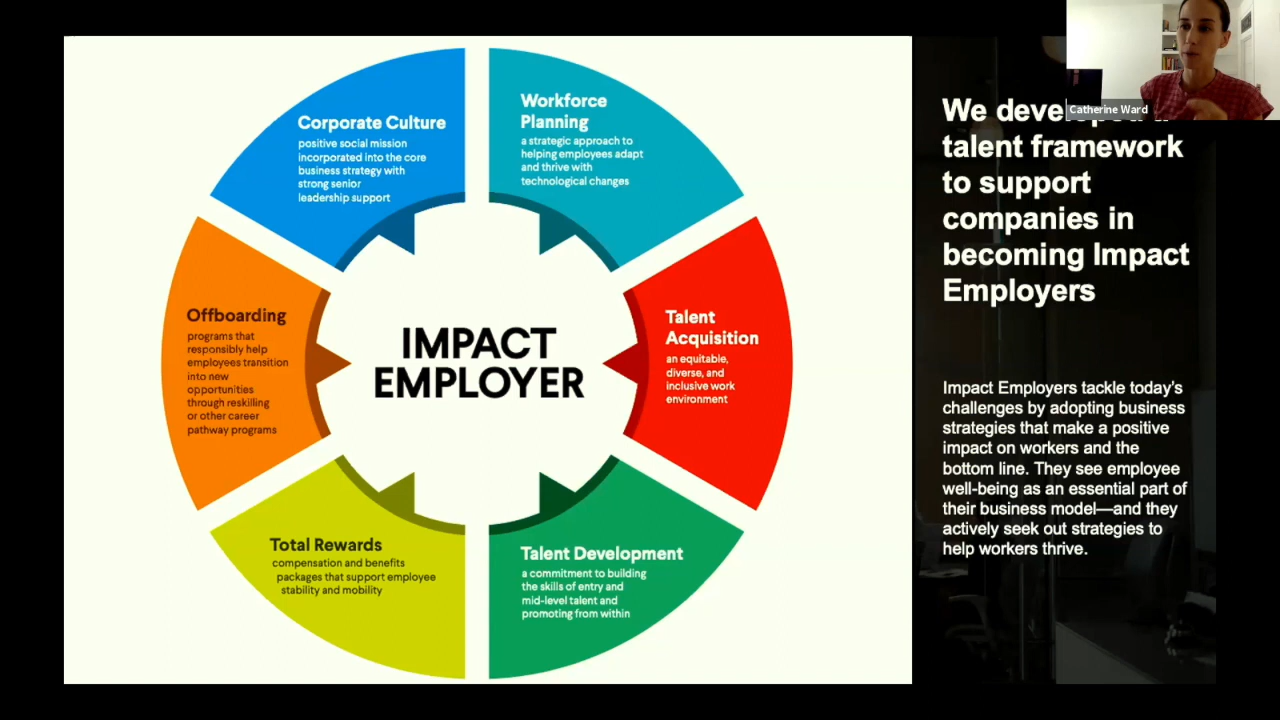 Corporate Culture
positive social mission
incorporated into the core
business strategy with
strong senior
leadership support
Workforce
Planning
a strategic approach to
helping employees adapt
and thrive with
technological changes
Offboarding
programs that
responsibly help
employees transition
into new
opportunities
through reskilling
or other career
pathway programs
IMPACT
EMPLOYER
Talent
Acquisition
an equitable,
diverse, and
inclusive work
environment
Total Rewards
compensation and benefits
packages that support employee
stability and mobility
Talent Development
a commitment to building
the skills of entry and
mid-level talent and
promoting from within
Catherine Ward
We
talent framework
to support
companies in
becoming Impact
Employers
Impact Employers tackle today’s
challenges by adopting business
strategies that make a positive
impact on workers and the
bottom line. They see employee
well-being as an essential part of
their business model—and they
actively seek out strategies to
help workers thrive.